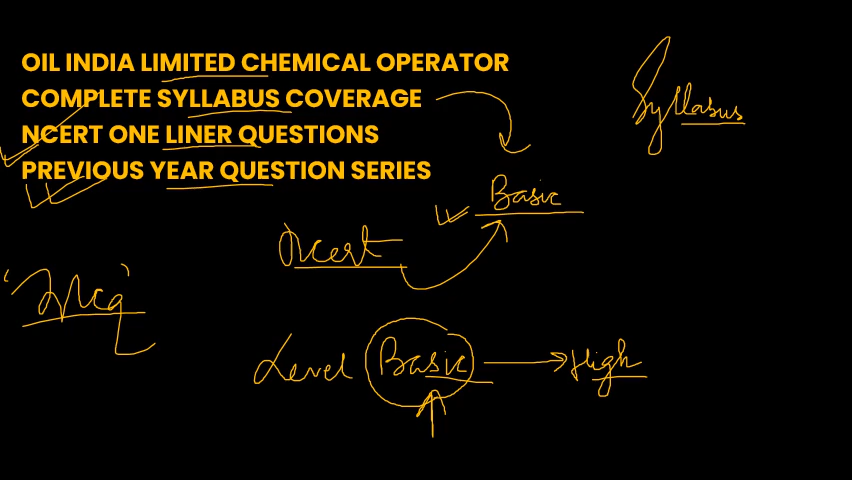 OIL INDIA LIMITED CHEMICAL OPERATOR
COMPLETE SYLLABUS COVERAGE
Syllabus
NCERT ONE LINER QUESTIONS
PREVIOUS YEAR QUESTION SERIES
Basic
Ncert
'Mcq'
Level Basic → High